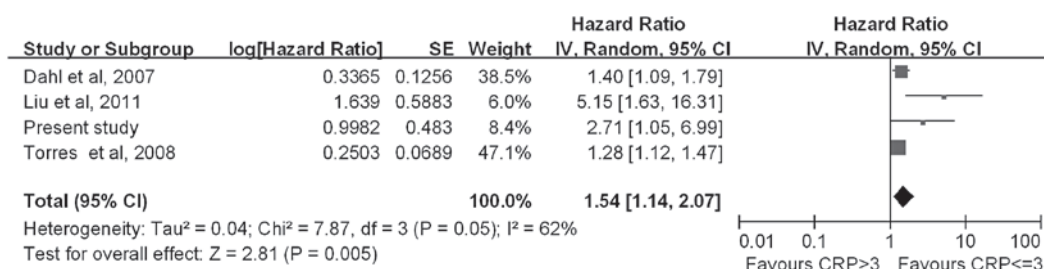 Hazard Ratio Hazard Ratio
Study or Subgroup log[Hazard Ratio] SE Weight IV, Random, 95% CI IV, Random, 95% CI
Dahl et al, 2007 0.3365 0.1256 38.5% 1.40 [1.09, 1.79]
Liu et al, 2011 1.639 0.5883 6.0% 5.15 [1.63, 16.31]
Present study 0.9982 0.483 8.4% 2.71 [1.05, 6.99]
Torres et al, 2008 0.2503 0.0689 47.1% 1.28 [1.12, 1.47]
Total (95% CI) 100.0% 1.54 [1.14, 2.07]
Heterogeneity: Tau² = 0.04; Chi² = 7.87, df = 3 (P = 0.05); I² = 62%
Test for overall effect: Z = 2.81 (P = 0.005)
0.01 0.1 1 10 100
Favours CRP>3 Favours CRP<=3